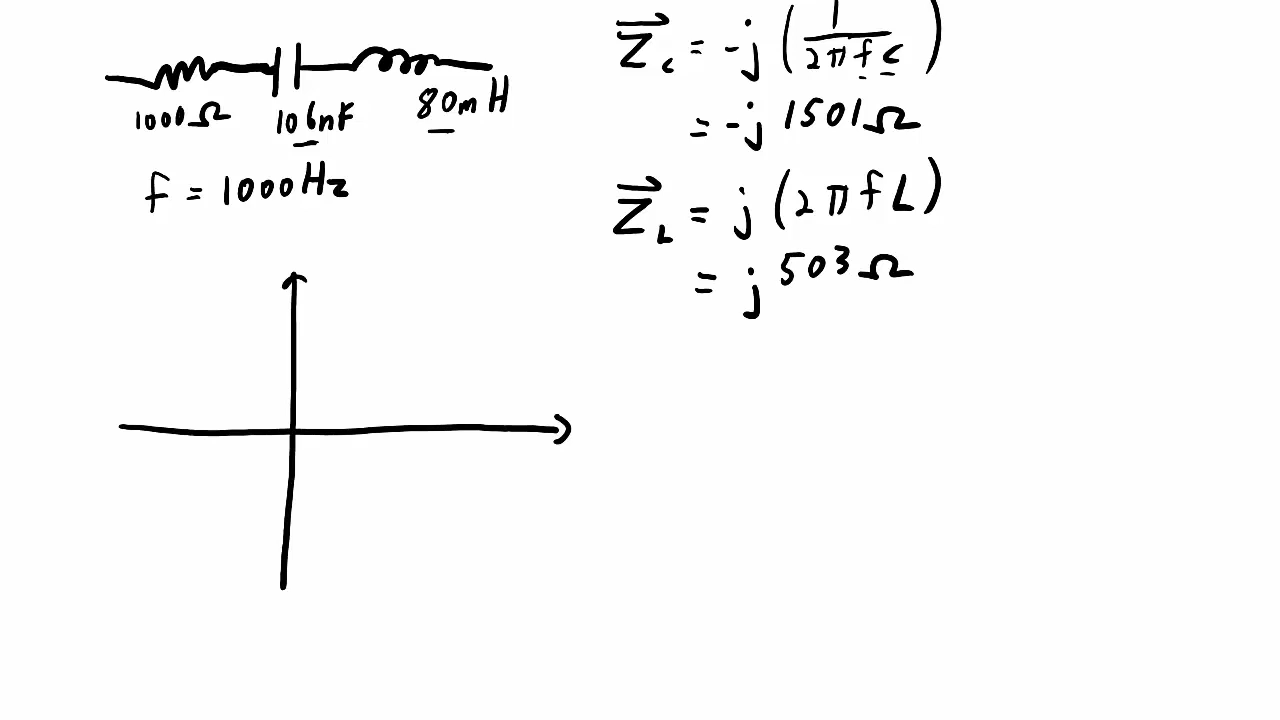 1000Ω 106nF 80mH
f = 1000Hz
Z⃗c = -j (1/2πfc)
= -j 1501Ω
Z⃗L = j (2πfL)
= j 503Ω